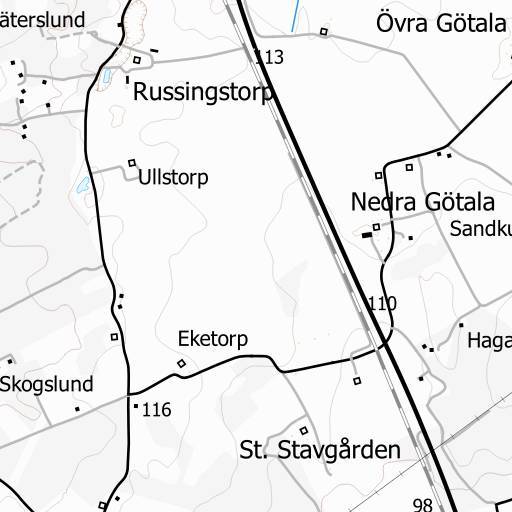 äterslund
Övra Götala
113
Russingstorp
Ullstorp
Nedra Götala
Sandku
110
Eketorp
Haga
Skogslund
116
St. Stavgården
98